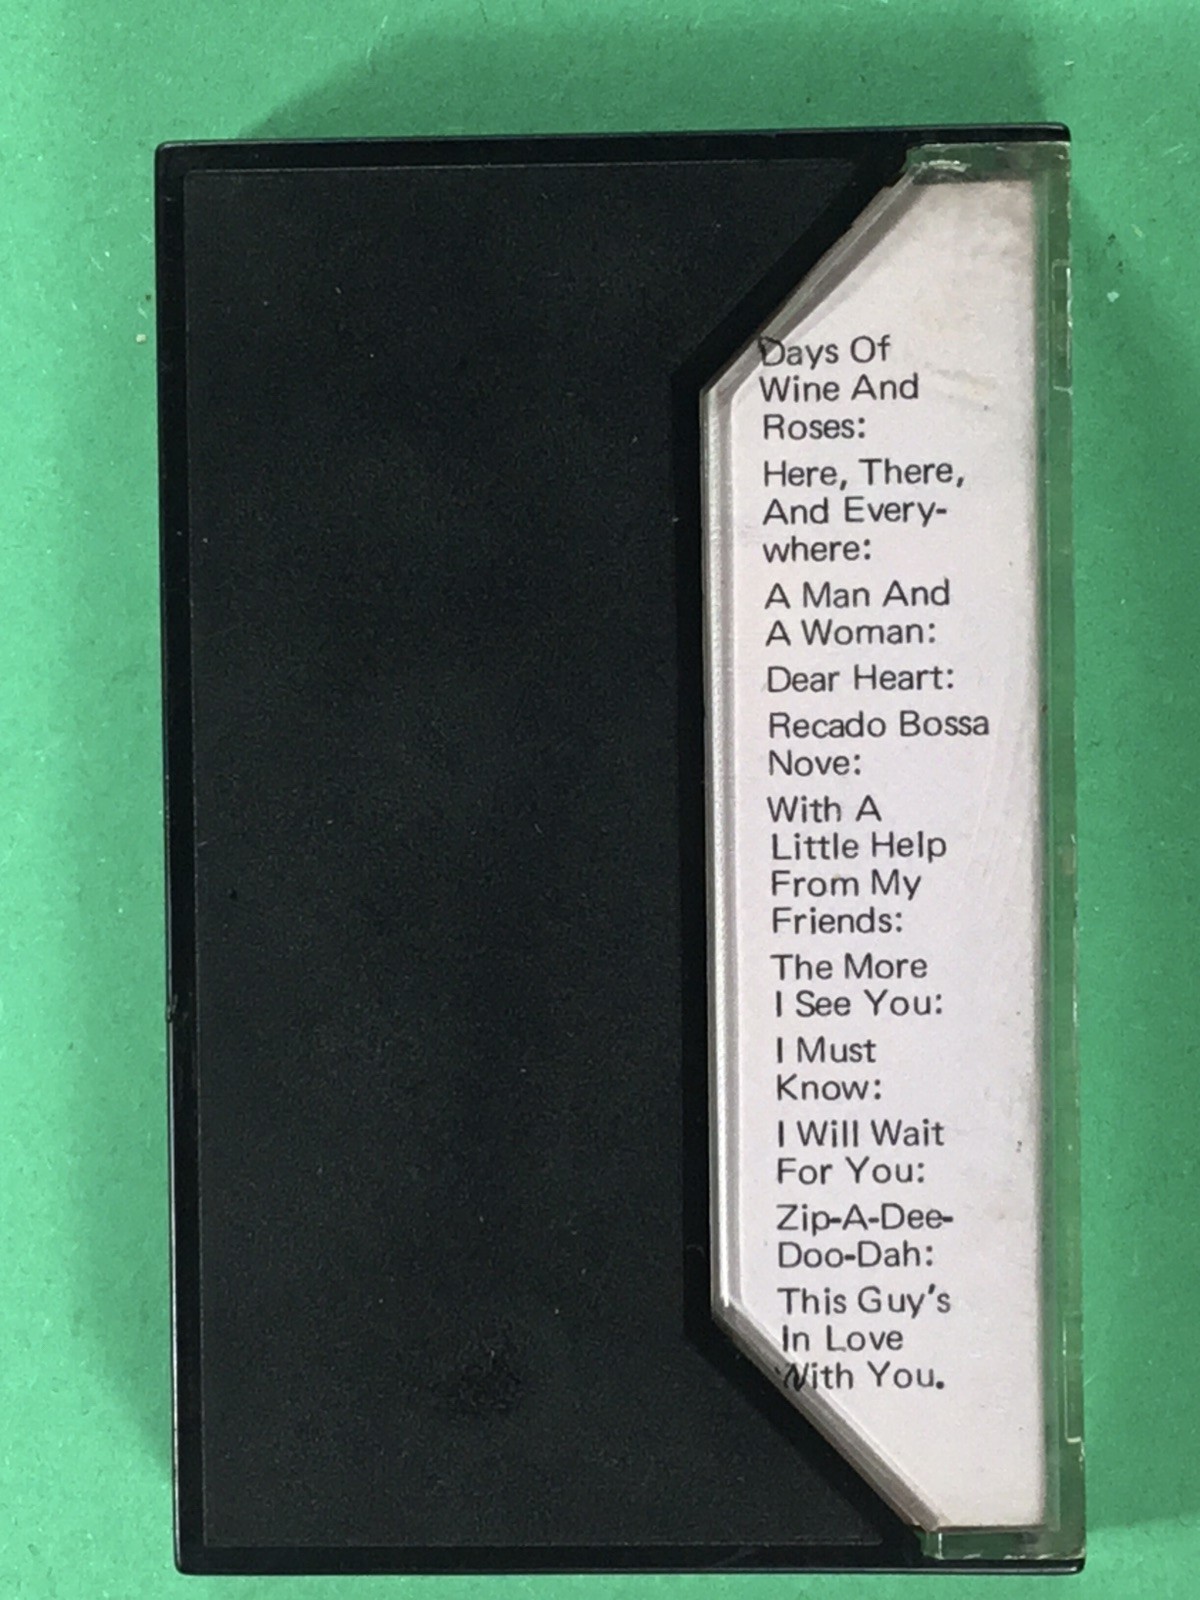 Days Of
Wine And
Roses:
Here, There,
And Every-
where:
A Man And
A Woman:
Dear Heart:
Recado Bossa
Nove:
With A
Little Help
From My
Friends:
The More
I See You:
I Must
Know:
I Will Wait
For You:
Zip-A-Dee-
Doo-Dah:
This Guy's
In Love
With You.